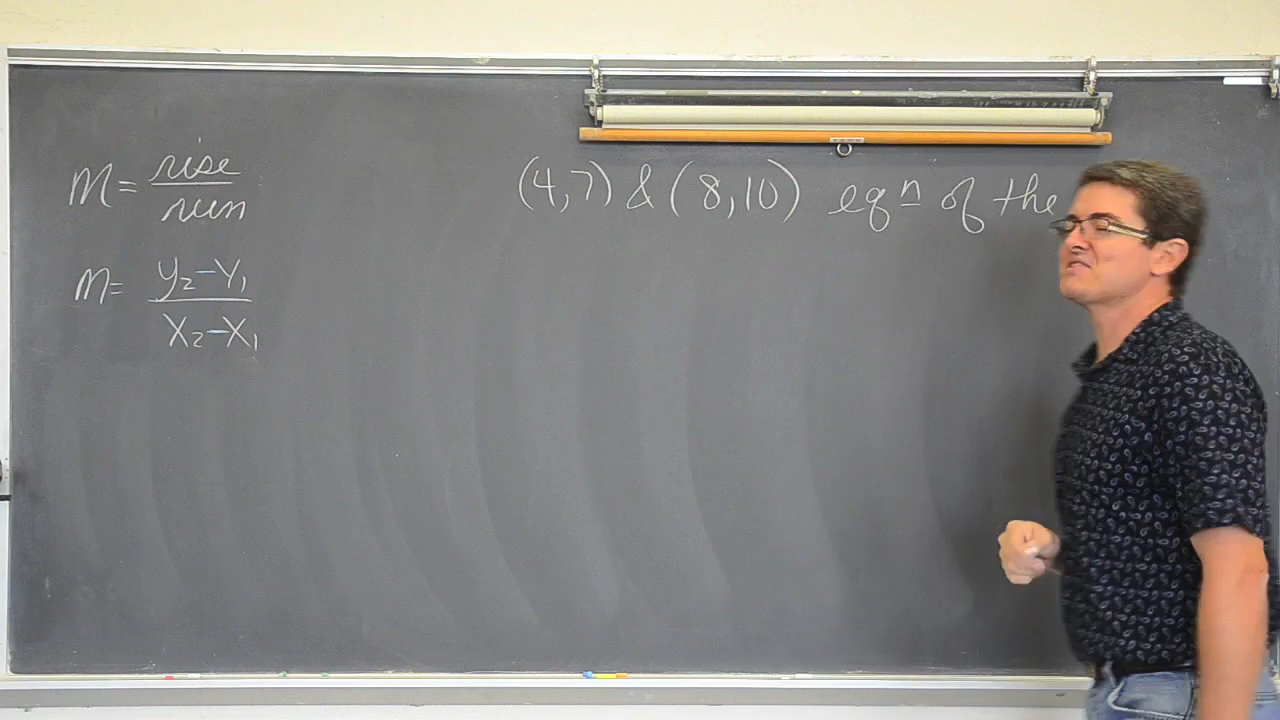 m = rise
run
(4,7) & (8,10) eqn of the
m = y₂-y₁
x₂-x₁